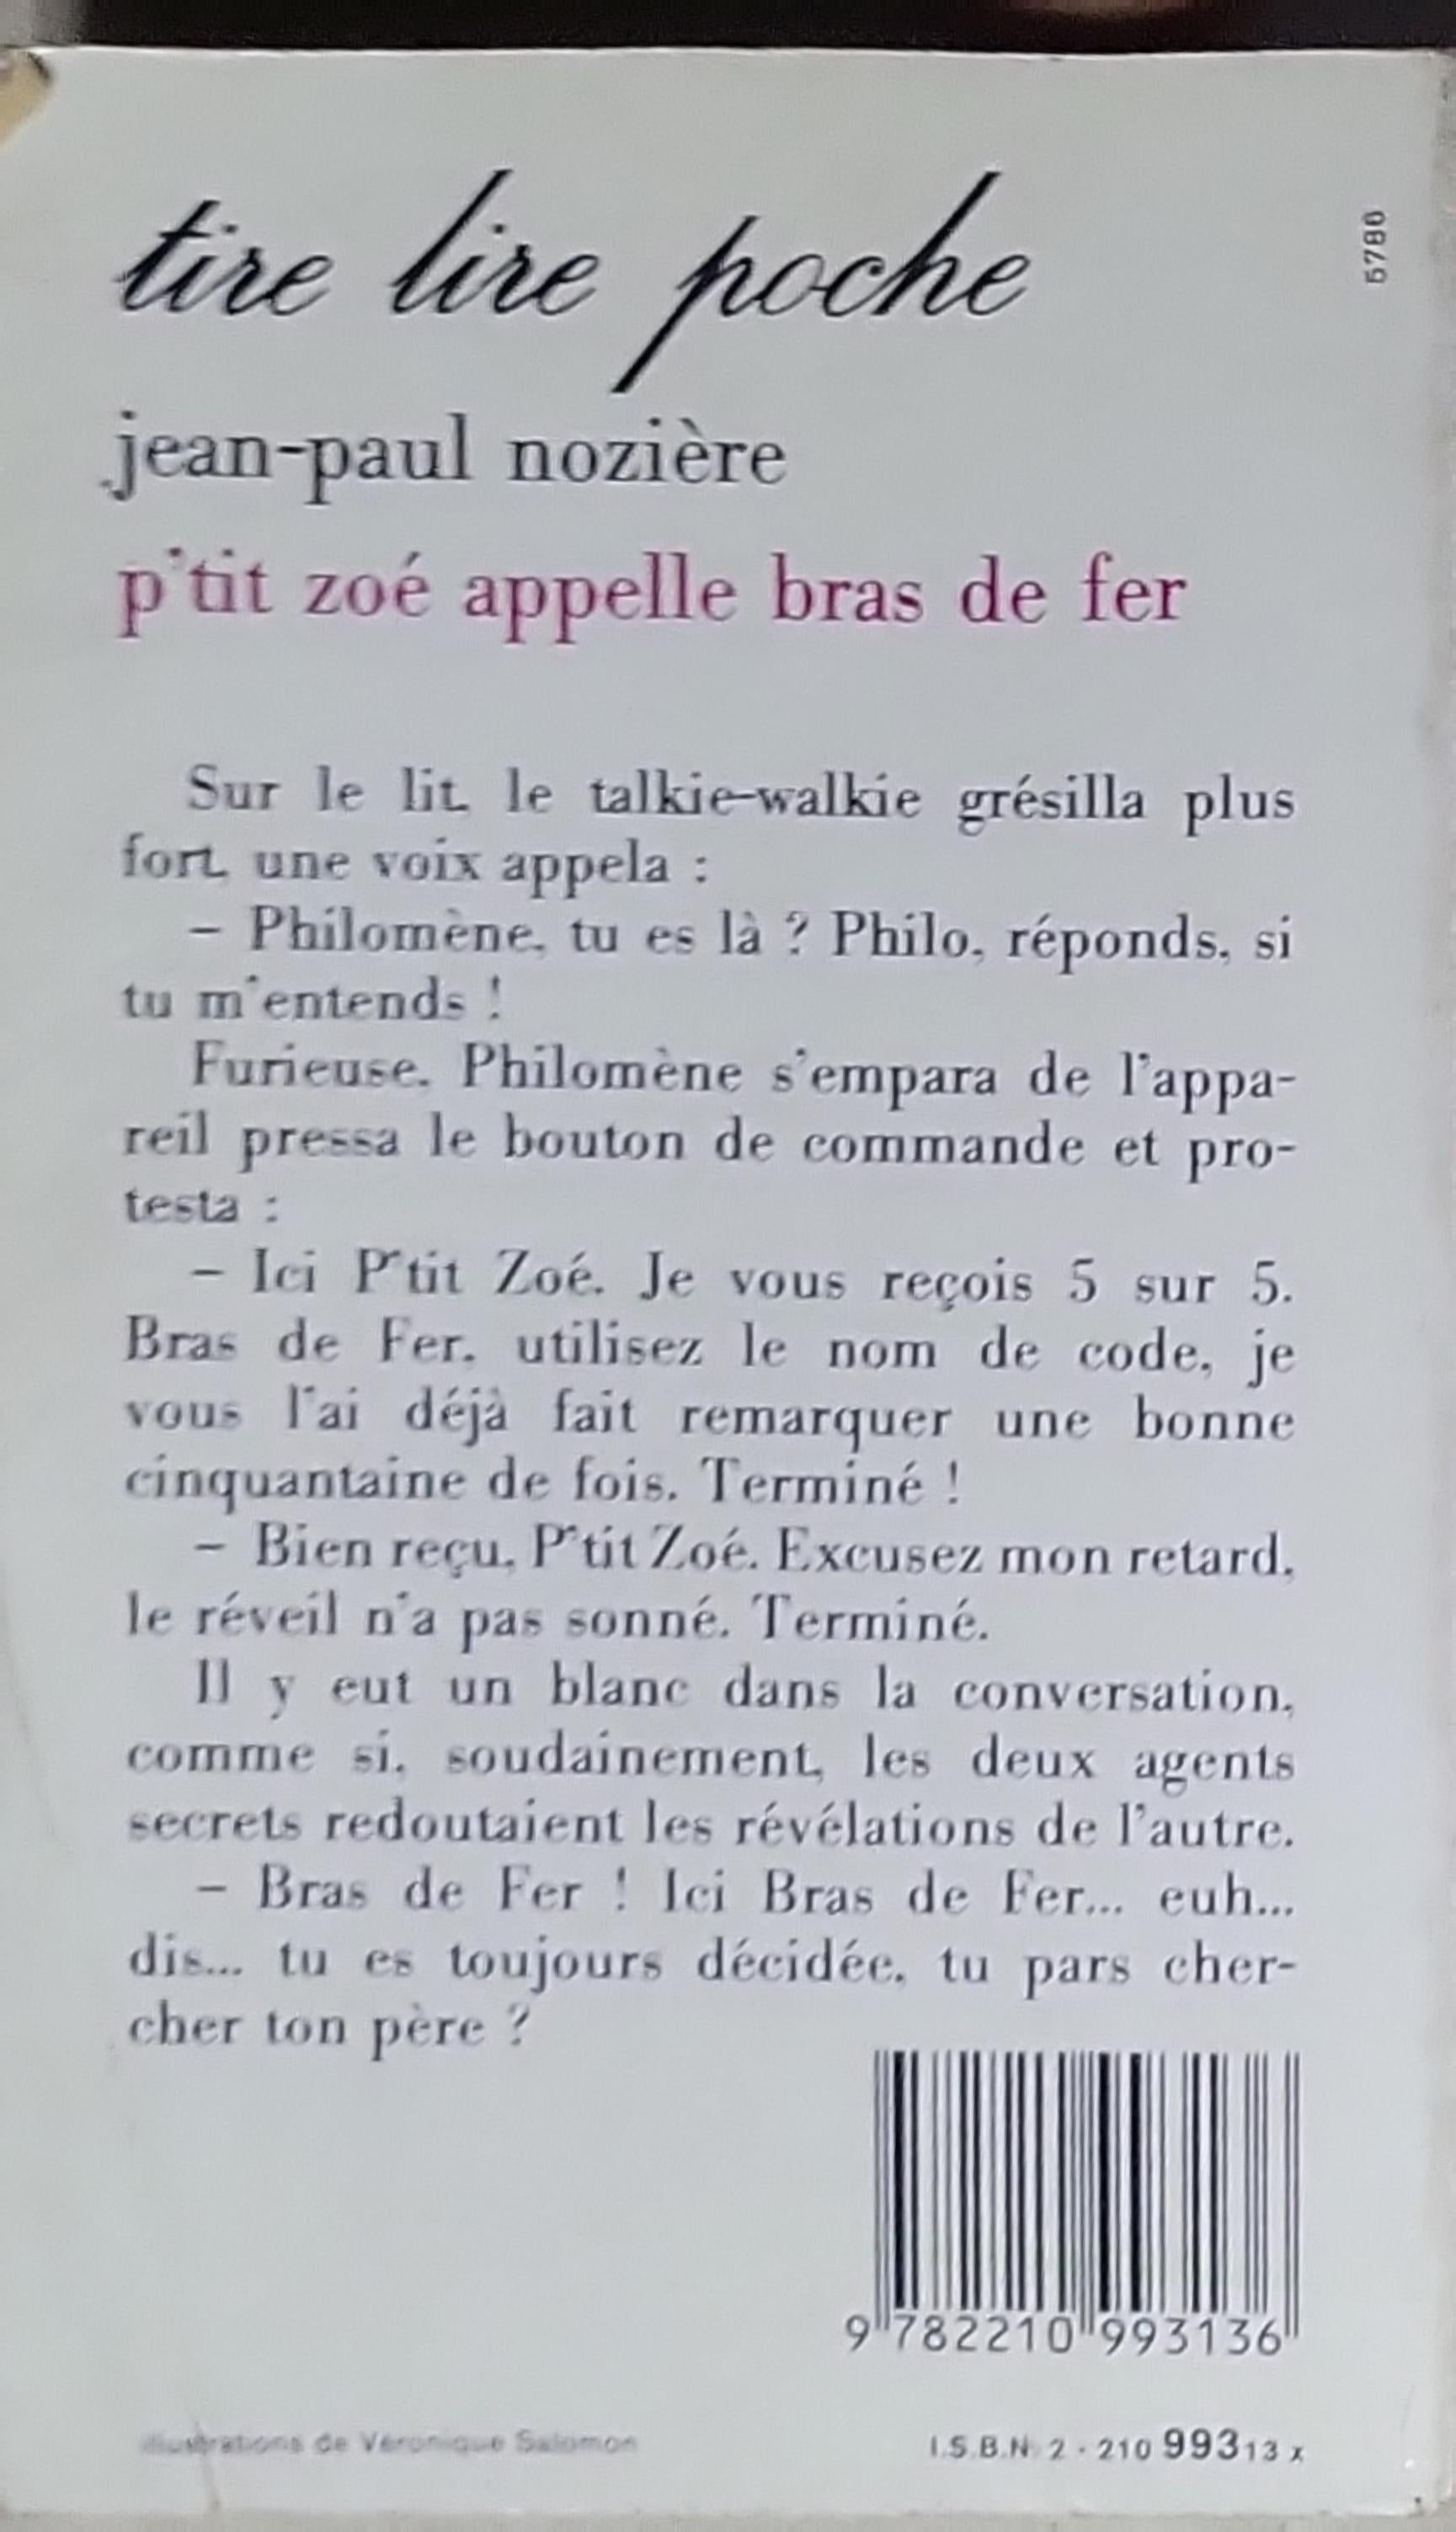 tire lire poche
5786
jean-paul nozière
p'tit zoé appelle bras de fer
Sur le lit, le talkie-walkie grésilla plus
fort, une voix appela :
– Philomène, tu es là ? Philo, réponds, si
tu m'entends !
Furieuse, Philomène s'empara de l'appa-
reil pressa le bouton de commande et pro-
testa :
– Ici P'tit Zoé. Je vous reçois 5 sur 5.
Bras de Fer, utilisez le nom de code, je
vous l'ai déjà fait remarquer une bonne
cinquantaine de fois. Terminé !
– Bien reçu, P'tit Zoé. Excusez mon retard,
le réveil n'a pas sonné. Terminé.
Il y eut un blanc dans la conversation,
comme si, soudainement, les deux agents
secrets redoutaient les révélations de l'autre.
– Bras de Fer ! Ici Bras de Fer... euh...
dis... tu es toujours décidée, tu pars cher-
cher ton père ?
9 782210 993136
illustrations de Véronique Salomon
I.S.B.N. 2 - 210 99313 x